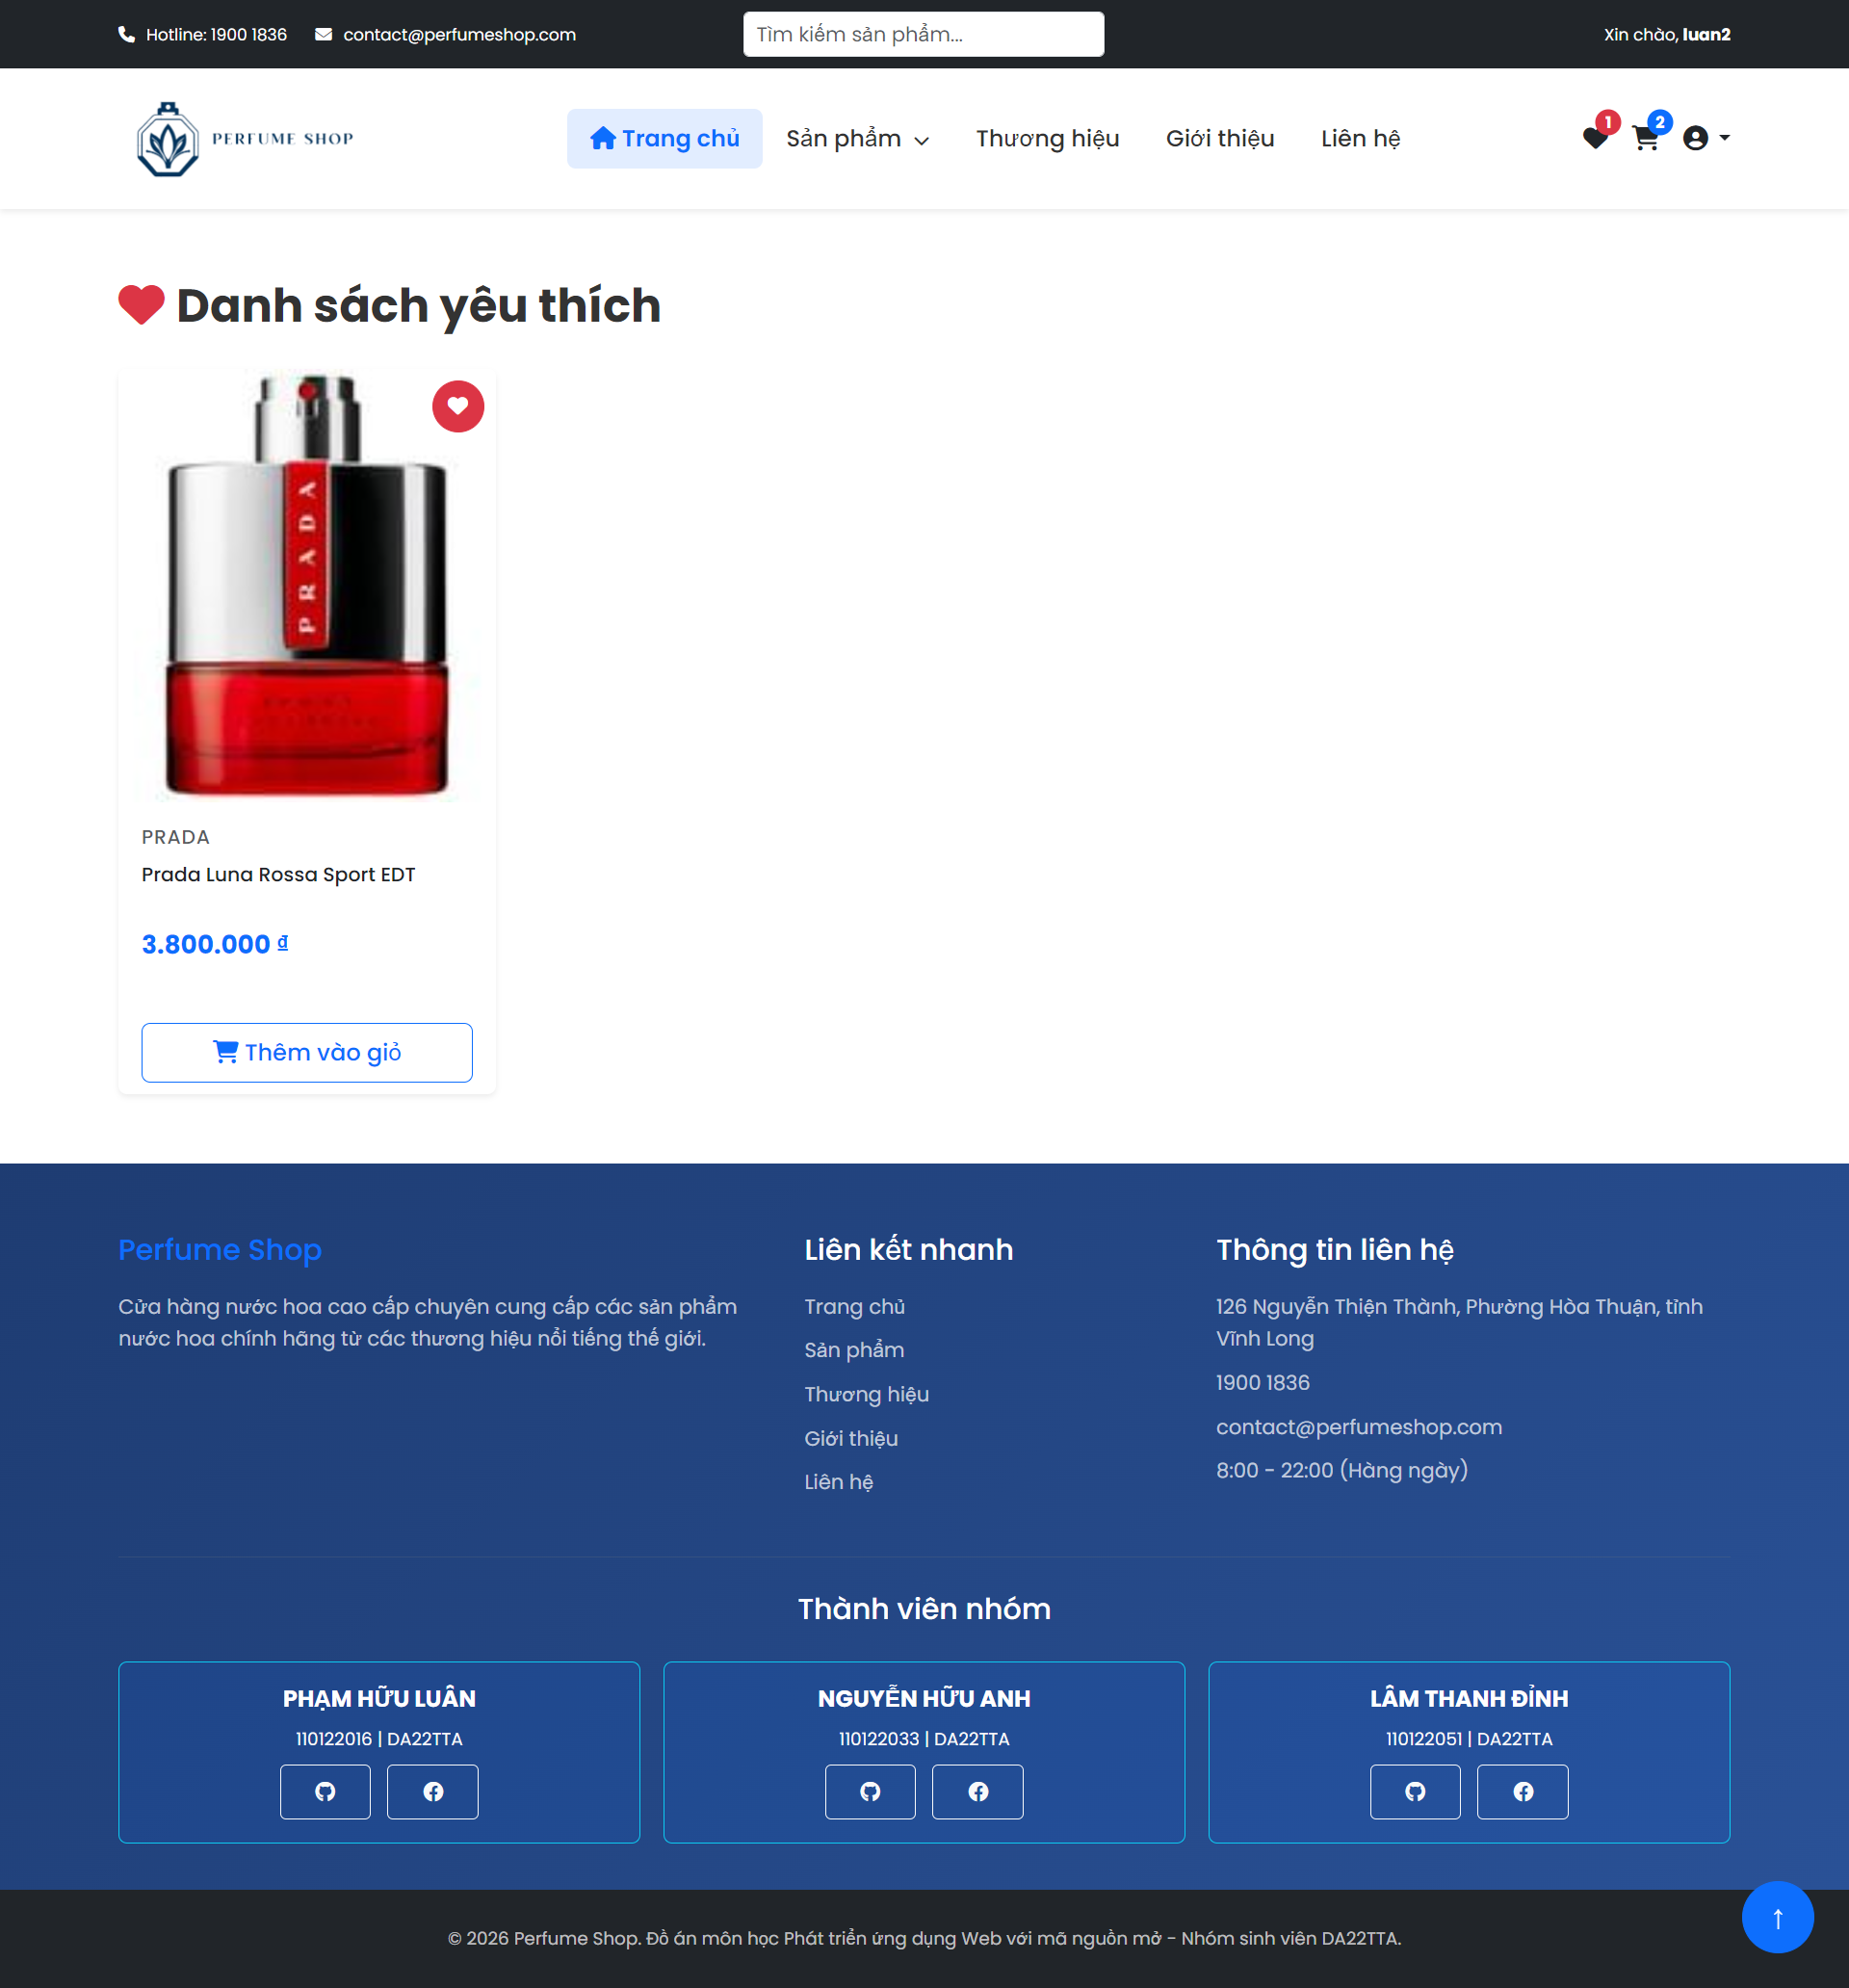 Hotline: 1900 1836
contact@perfumeshop.com
Tìm kiếm sản phẩm...
Xin chào, luan2
PERFUME SHOP
Trang chủ
Sản phẩm
Thương hiệu
Giới thiệu
Liên hệ
1
2
Danh sách yêu thích
PRADA
PRADA
Prada Luna Rossa Sport EDT
3.800.000 ₫
Thêm vào giỏ
Perfume Shop
Cửa hàng nước hoa cao cấp chuyên cung cấp các sản phẩm
nước hoa chính hãng từ các thương hiệu nổi tiếng thế giới.
Liên kết nhanh
Trang chủ
Sản phẩm
Thương hiệu
Giới thiệu
Liên hệ
Thông tin liên hệ
126 Nguyễn Thiện Thành, Phường Hòa Thuận, tỉnh
Vĩnh Long
1900 1836
contact@perfumeshop.com
8:00 - 22:00 (Hàng ngày)
Thành viên nhóm
PHẠM HỮU LUÂN
110122016 | DA22TTA
NGUYỄN HỮU ANH
110122033 | DA22TTA
LÂM THANH ĐỈNH
110122051 | DA22TTA
© 2026 Perfume Shop. Đồ án môn học Phát triển ứng dụng Web với mã nguồn mở - Nhóm sinh viên DA22TTA.
↑